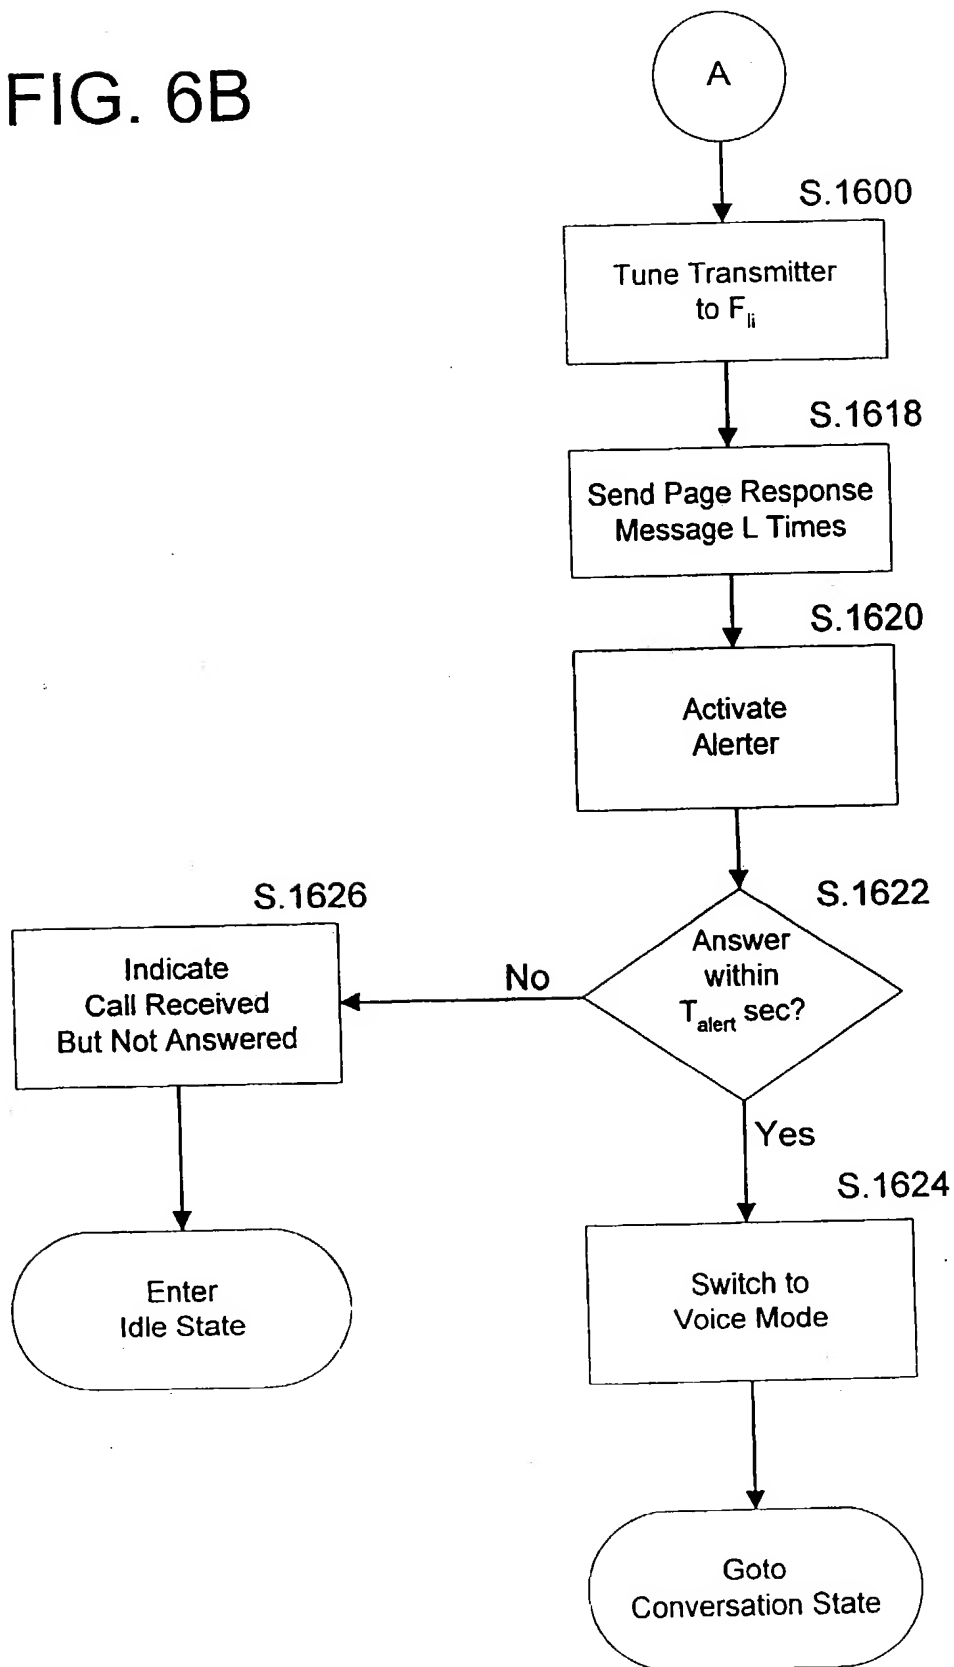 FIG. 6B
A
S.1600
Tune Transmitter
to F_li
S.1618
Send Page Response
Message L Times
S.1620
Activate
Alerter
S.1622
Answer
within
T_alert sec?
No
Yes
S.1626
Indicate
Call Received
But Not Answered
Enter
Idle State
S.1624
Switch to
Voice Mode
Goto
Conversation State